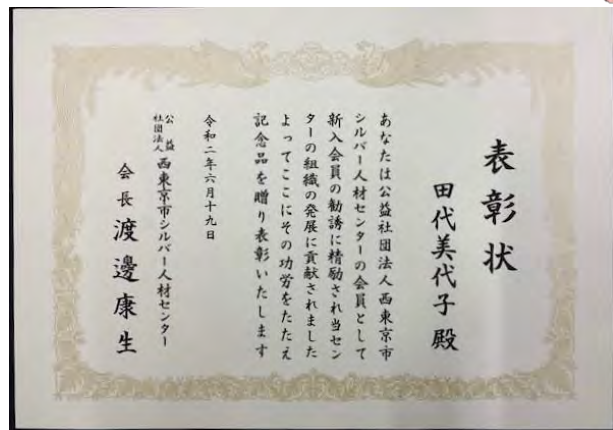 表彰状
田代美代子殿
あなたは公益社団法人西東京市
シルバー人材センターの会員として
新入会員の勧誘に精励され当セン
ターの組織の発展に貢献されました
よってここにその功労をたたえ
記念品を贈り表彰いたします
令和二年六月十九日
公益社団法人西東京市シルバー人材センター
会長渡邊康生